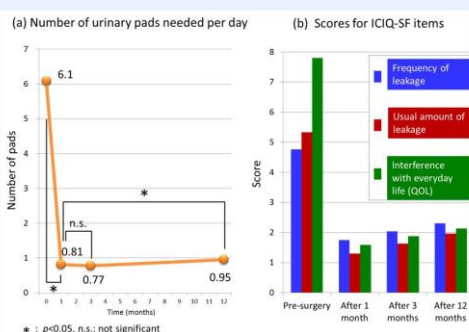 (a) Number of urinary pads needed per day
Number of pads
7
6
5
4
3
2
1
0
6.1
*
n.s.
0.81
0.77
0.95
*
0 1 2 3 4 5 6 7 8 9 10 11 12
Time (months)
* : p<0.05, n.s.: not significant
(b) Scores for ICIQ-SF items
Score
8
7
6
5
4
3
2
1
0
Frequency of
leakage
Usual amount of
leakage
Interference
with everyday
life (QOL)
Pre-surgery
After 1
month
After 3
months
After 12
months